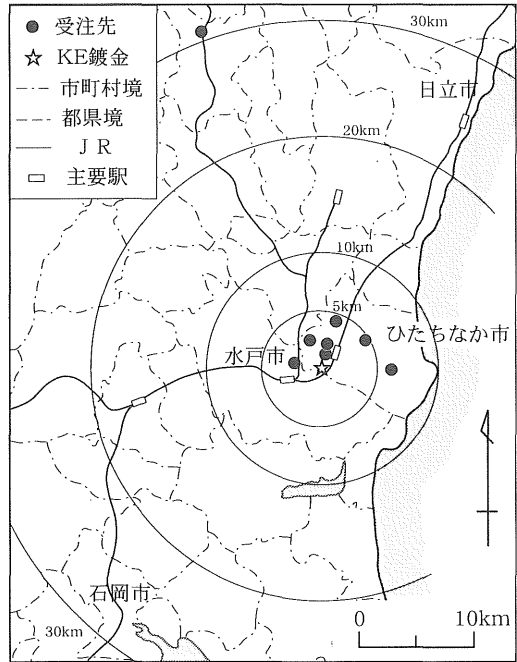 受注先
KE鍍金
市町村境
都県境
JR
主要駅
30km
日立市
20km
10km
5km
ひたちなか市
水戸市
石岡市
30km
0 10km